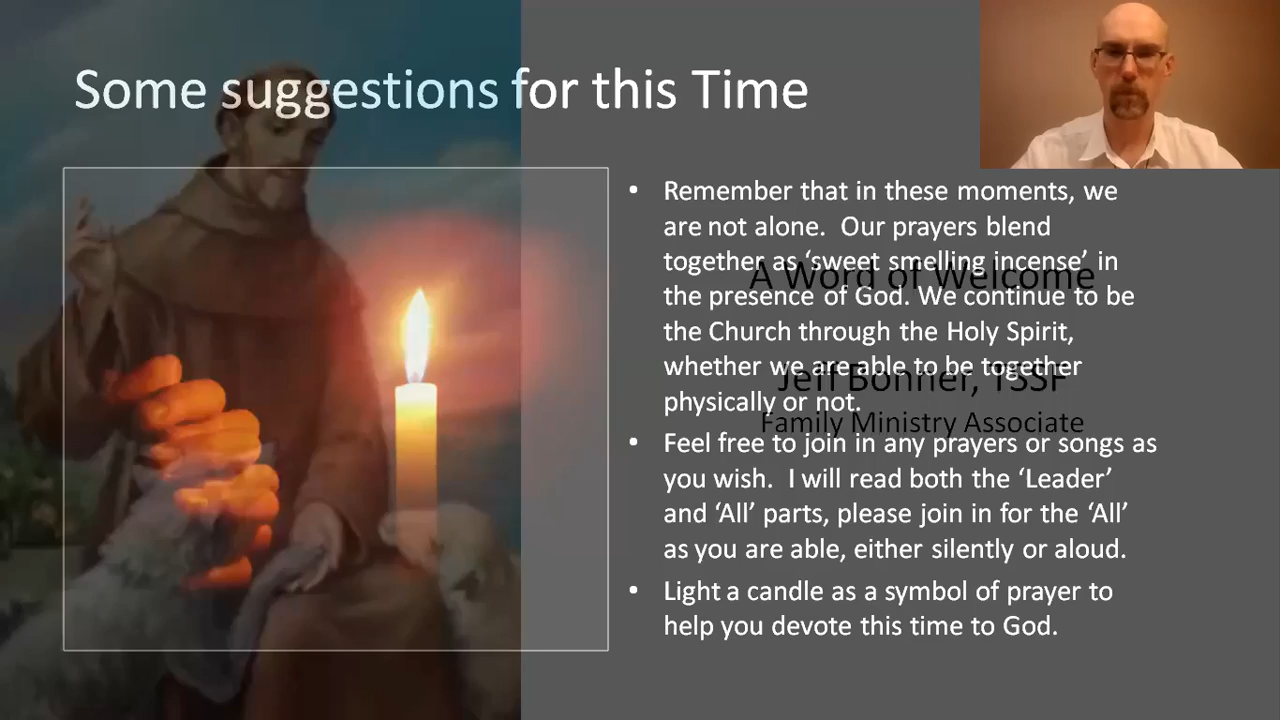 Some suggestions for this Time
• Remember that in these moments, we
are not alone.  Our prayers blend
together as ‘sweet smelling incense’ in
the presence of God. We continue to be
the Church through the Holy Spirit,
whether we are able to be together
physically or not.
• Feel free to join in any prayers or songs as
you wish.  I will read both the ‘Leader’
and ‘All’ parts, please join in for the ‘All’
as you are able, either silently or aloud.
• Light a candle as a symbol of prayer to
help you devote this time to God.
A Word of Welcome
Jeff Bonner, TSSF
Family Ministry Associate